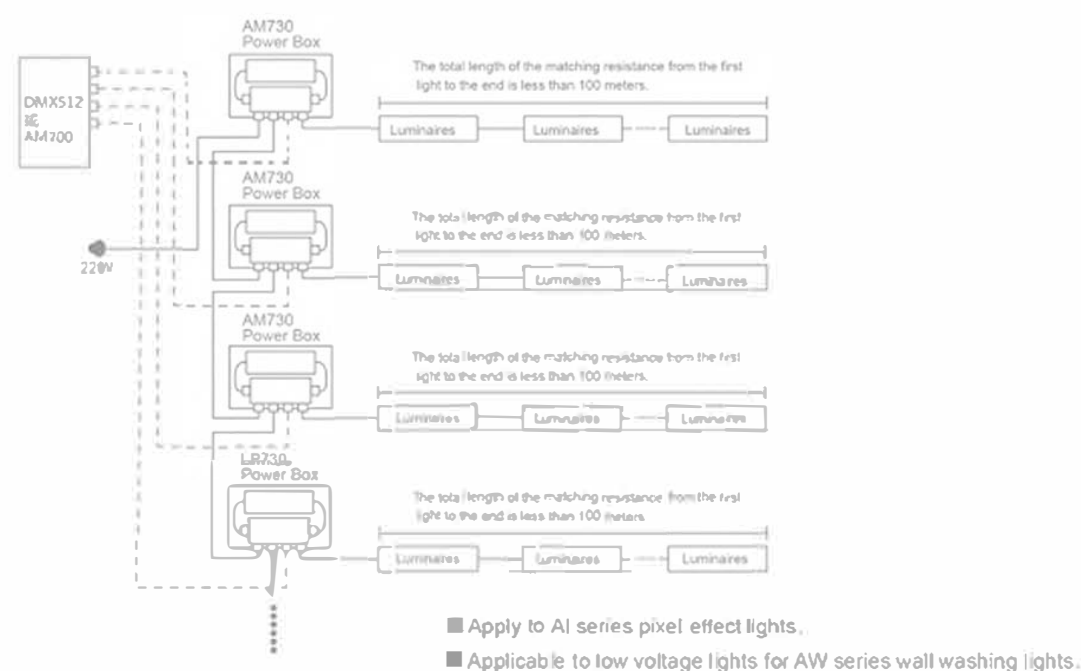 AM730
Power Box
The total length of the matching resistance from the first
light to the end is less than 100 meters.
DMX512
AM700
Luminaires
Luminaires
Luminaires
AM730
Power Box
The total length of the matching resistance from the first
light to the end is less than 100 meters.
220V
Luminaires
Luminaires
Luminaires
AM730
Power Box
The total length of the matching resistance from the first
light to the end is less than 100 meters.
Luminaires
Luminaires
Luminaires
LR730
Power Box
The total length of the matching resistance from the first
light to the end is less than 100 meters
Luminaires
Luminaires
Luminaires
■ Apply to AI series pixel effect lights.
■ Applicable to low voltage lights for AW series wall washing lights.